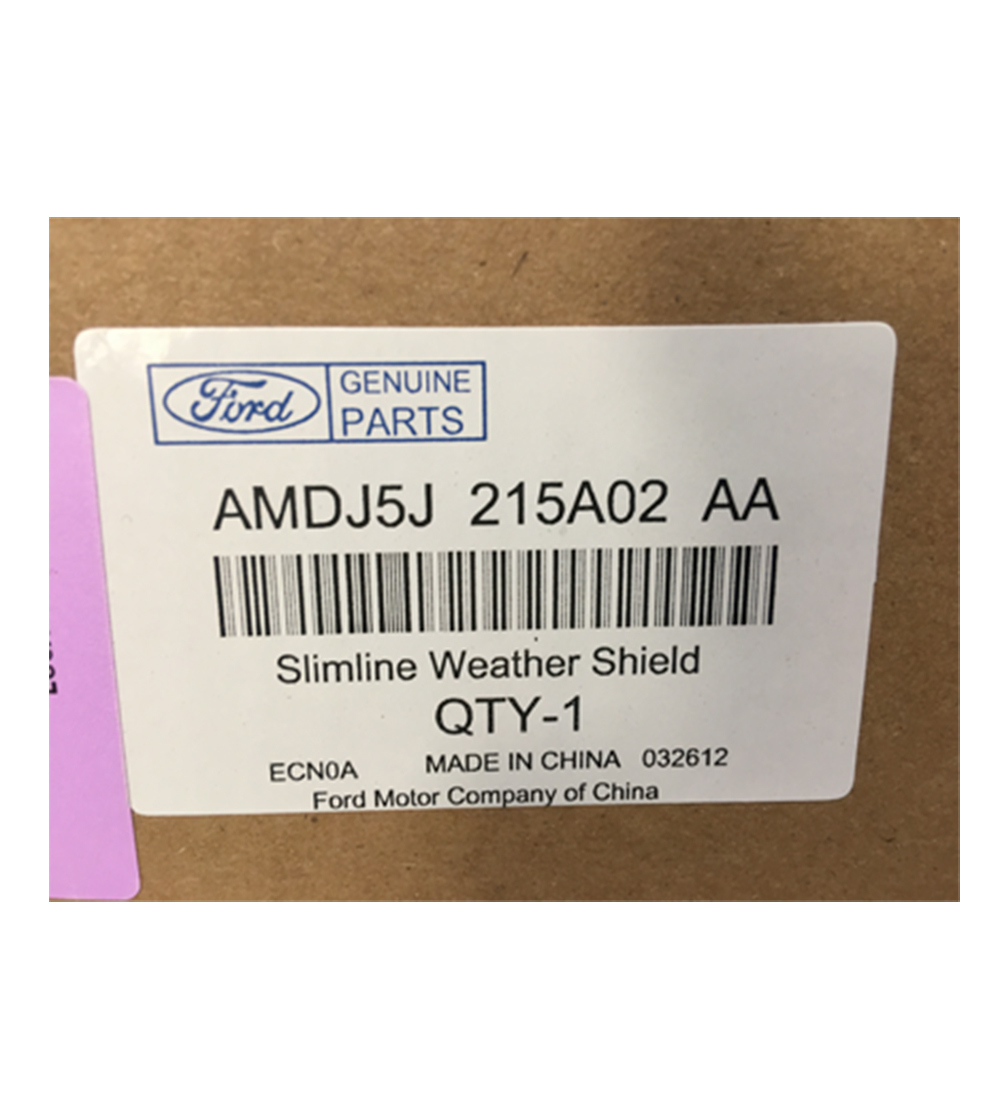 Ford GENUINE PARTS
AMDJ5J 215A02 AA
Slimline Weather Shield
QTY-1
ECN0A MADE IN CHINA 032612
Ford Motor Company of China